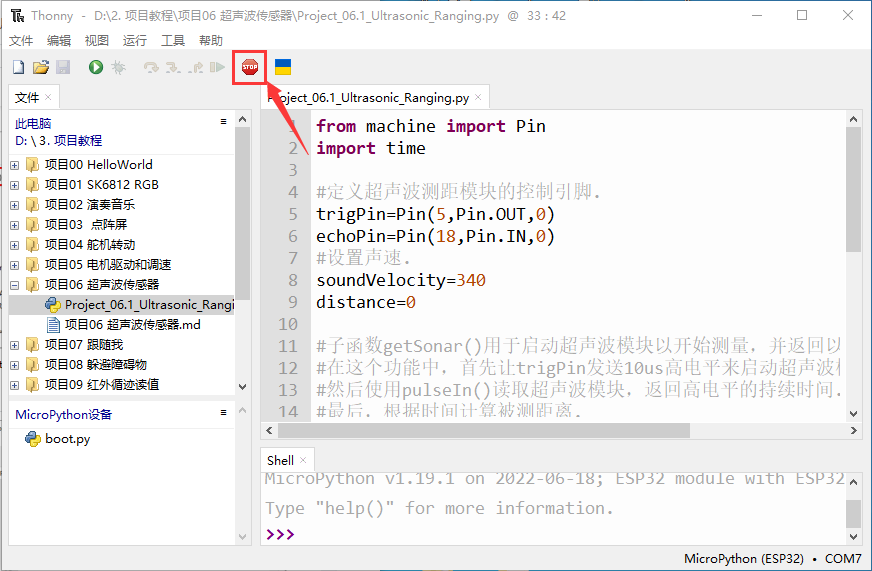 Thonny - D:\2. 项目教程\项目06 超声波传感器\Project_06.1_Ultrasonic_Ranging.py @ 33 : 42
文件 编辑 视图 运行 工具 帮助
STOP
文件 ×
此电脑
D: \ 3. 项目教程
项目00 HelloWorld
项目01 SK6812 RGB
项目02 演奏音乐
项目03 点阵屏
项目04 舵机转动
项目05 电机驱动和调速
项目06 超声波传感器
Project_06.1_Ultrasonic_Rangi
项目06 超声波传感器.md
项目07 跟随我
项目08 躲避障碍物
项目09 红外循迹读值
MicroPython设备
boot.py
Project_06.1_Ultrasonic_Ranging.py ×
1 from machine import Pin
2 import time
3
4 #定义超声波测距模块的控制引脚.
5 trigPin=Pin(5,Pin.OUT,0)
6 echoPin=Pin(18,Pin.IN,0)
7 #设置声速.
8 soundVelocity=340
9 distance=0
10
11 #子函数getSonar()用于启动超声波模块以开始测量，并返回以
12 #在这个功能中，首先让trigPin发送10us高电平来启动超声波模
13 #然后使用pulseIn()读取超声波模块，返回高电平的持续时间.
14 #最后，根据时间计算被测距离.
Shell ×
MicroPython v1.19.1 on 2022-06-18; ESP32 module with ESP32
Type "help()" for more information.
>>>
MicroPython (ESP32) • COM7